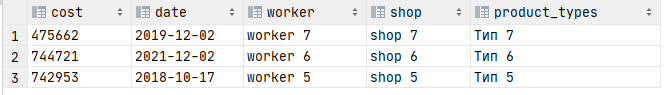 cost date worker shop product_types
1 475662 2019-12-02 worker 7 shop 7 Тип 7
2 744721 2021-12-02 worker 6 shop 6 Тип 6
3 742953 2018-10-17 worker 5 shop 5 Тип 5